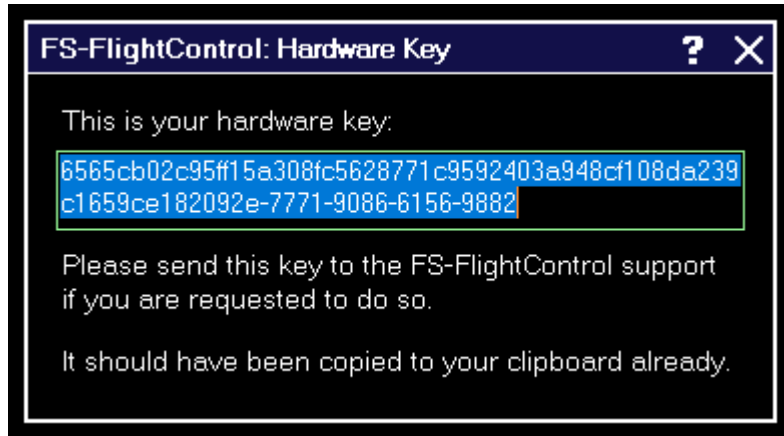 FS-FlightControl: Hardware Key ? X
This is your hardware key:
6565cb02c95ff15a308fc5628771c9592403a948cf108da239
c1659ce182092e-7771-9086-6156-9882
Please send this key to the FS-FlightControl support
if you are requested to do so.
It should have been copied to your clipboard already.